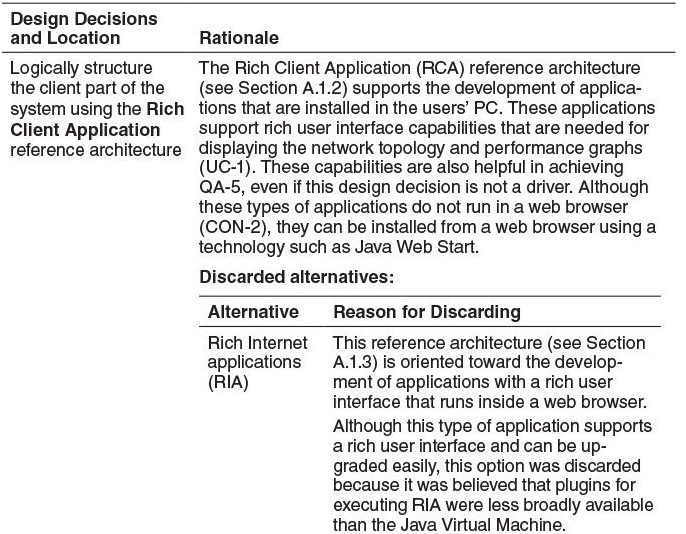 Design Decisions
and Location
Rationale
Logically structure
the client part of the
system using the Rich
Client Application
reference architecture
The Rich Client Application (RCA) reference architecture
(see Section A.1.2) supports the development of applica-
tions that are installed in the users’ PC. These applications
support rich user interface capabilities that are needed for
displaying the network topology and performance graphs
(UC-1). These capabilities are also helpful in achieving
QA-5, even if this design decision is not a driver. Although
these types of applications do not run in a web browser
(CON-2), they can be installed from a web browser using a
technology such as Java Web Start.
Discarded alternatives:
Alternative
Reason for Discarding
Rich Internet
applications
(RIA)
This reference architecture (see Section
A.1.3) is oriented toward the develop-
ment of applications with a rich user
interface that runs inside a web browser.
Although this type of application supports
a rich user interface and can be up-
graded easily, this option was discarded
because it was believed that plugins for
executing RIA were less broadly available
than the Java Virtual Machine.